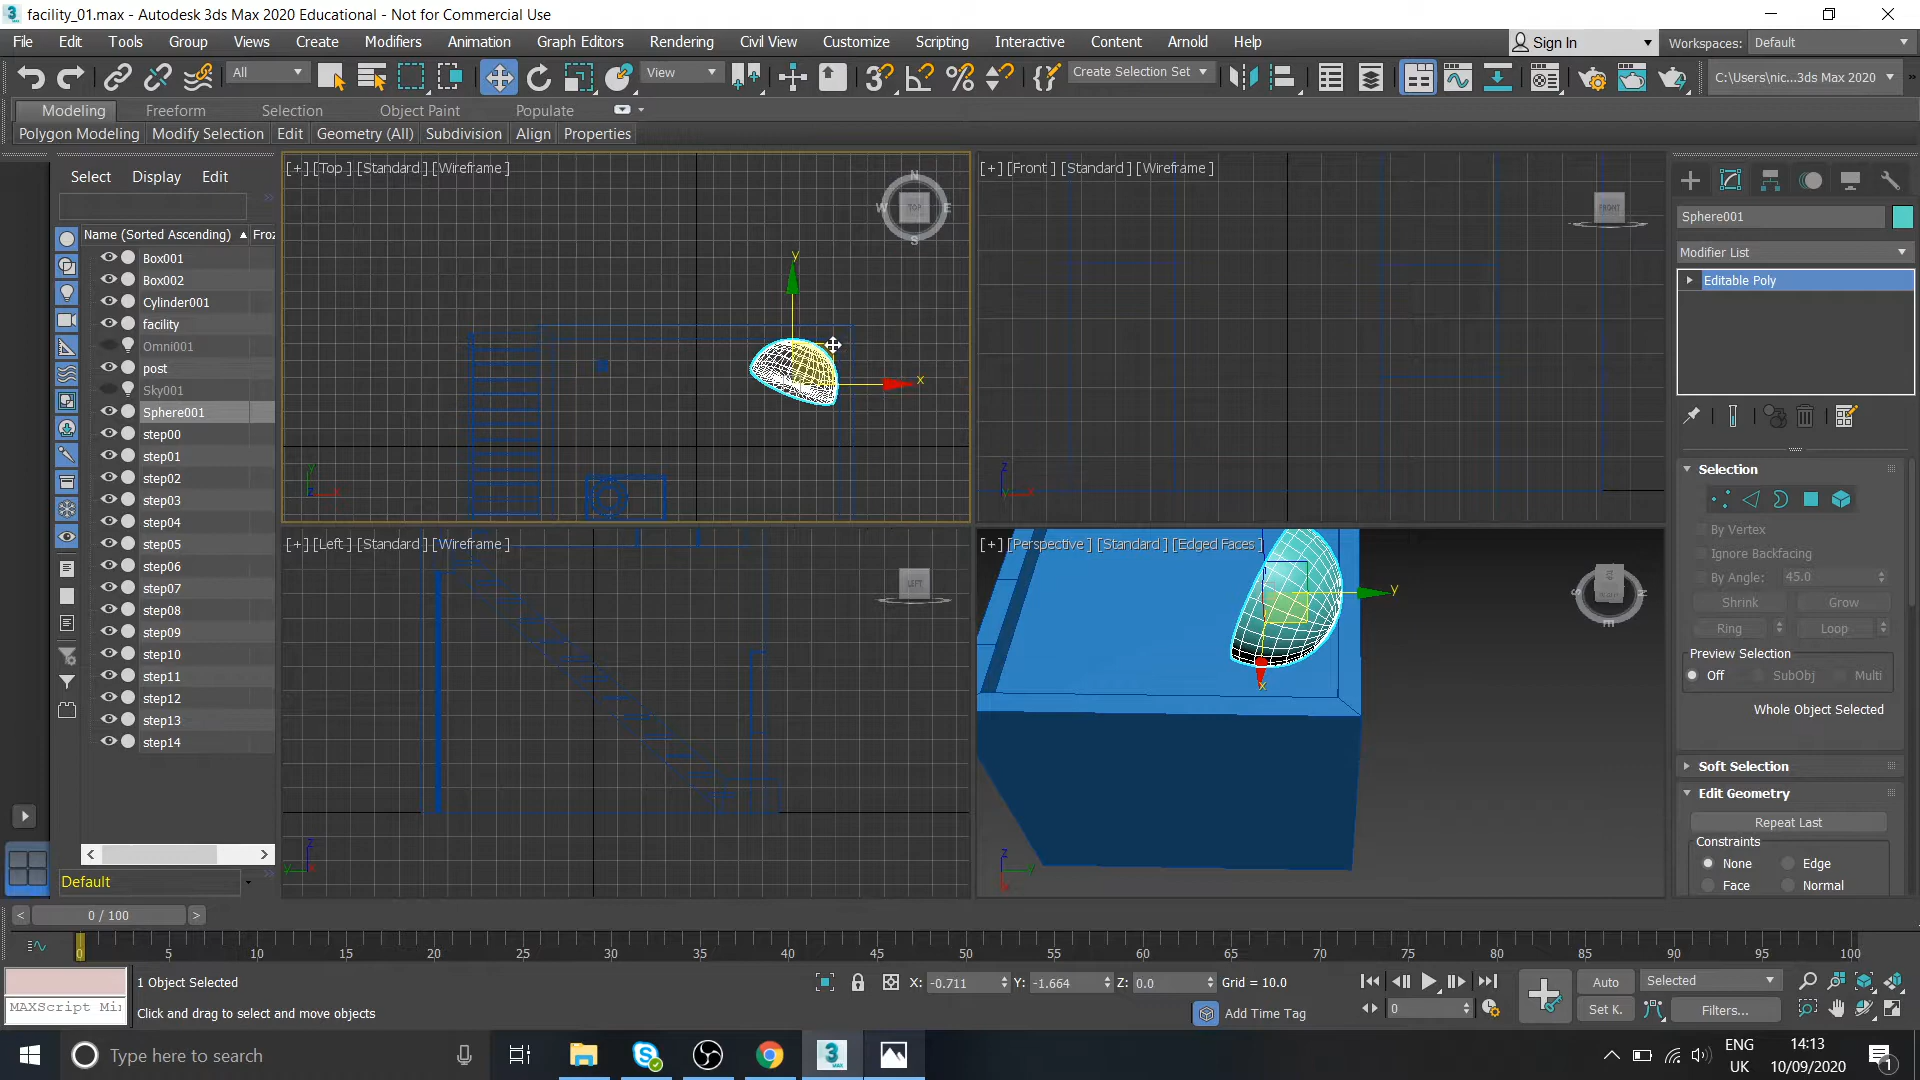 facility_01.max - Autodesk 3ds Max 2020 Educational - Not for Commercial Use
File Edit Tools Group Views Create Modifiers Animation Graph Editors Rendering Civil View Customize Scripting Interactive Content Arnold Help Sign In Workspaces: Default
All View Create Selection Set C:\Users\nic...3ds Max 2020
Modeling Freeform Selection Object Paint Populate
Polygon Modeling Modify Selection Edit Geometry (All) Subdivision Align Properties
Select Display Edit
Name (Sorted Ascending) Froz
Box001
Box002
Cylinder001
facility
Omni001
post
Sky001
Sphere001
step00
step01
step02
step03
step04
step05
step06
step07
step08
step09
step10
step11
step12
step13
step14
Default
[+] [Top ] [Standard ] [Wireframe ]
N
W TOP E
S
y
x
y
z x
[+] [Front ] [Standard ] [Wireframe ]
FRONT
z
y x
[+] [Left ] [Standard ] [Wireframe ]
LEFT
z
y x
[+] [Perspective ] [Standard ] [Edged Faces ]
S N
y
x
z
y
x
Sphere001
Modifier List
Editable Poly
Selection
By Vertex
Ignore Backfacing
By Angle: 45.0
Shrink Grow
Ring Loop
Preview Selection
Off SubObj Multi
Whole Object Selected
Soft Selection
Edit Geometry
Repeat Last
Constraints
None Edge
Face Normal
< 0 / 100 >
0 5 10 15 20 25 30 35 40 45 50 55 60 65 70 75 80 85 90 95 100
1 Object Selected X: -0.711 Y: -1.664 Z: 0.0 Grid = 10.0 Auto Selected
MAXScript Mi Click and drag to select and move objects Add Time Tag 0 Set K. Filters...
Type here to search
3
MAX
ENG
UK
14:13
10/09/2020
1